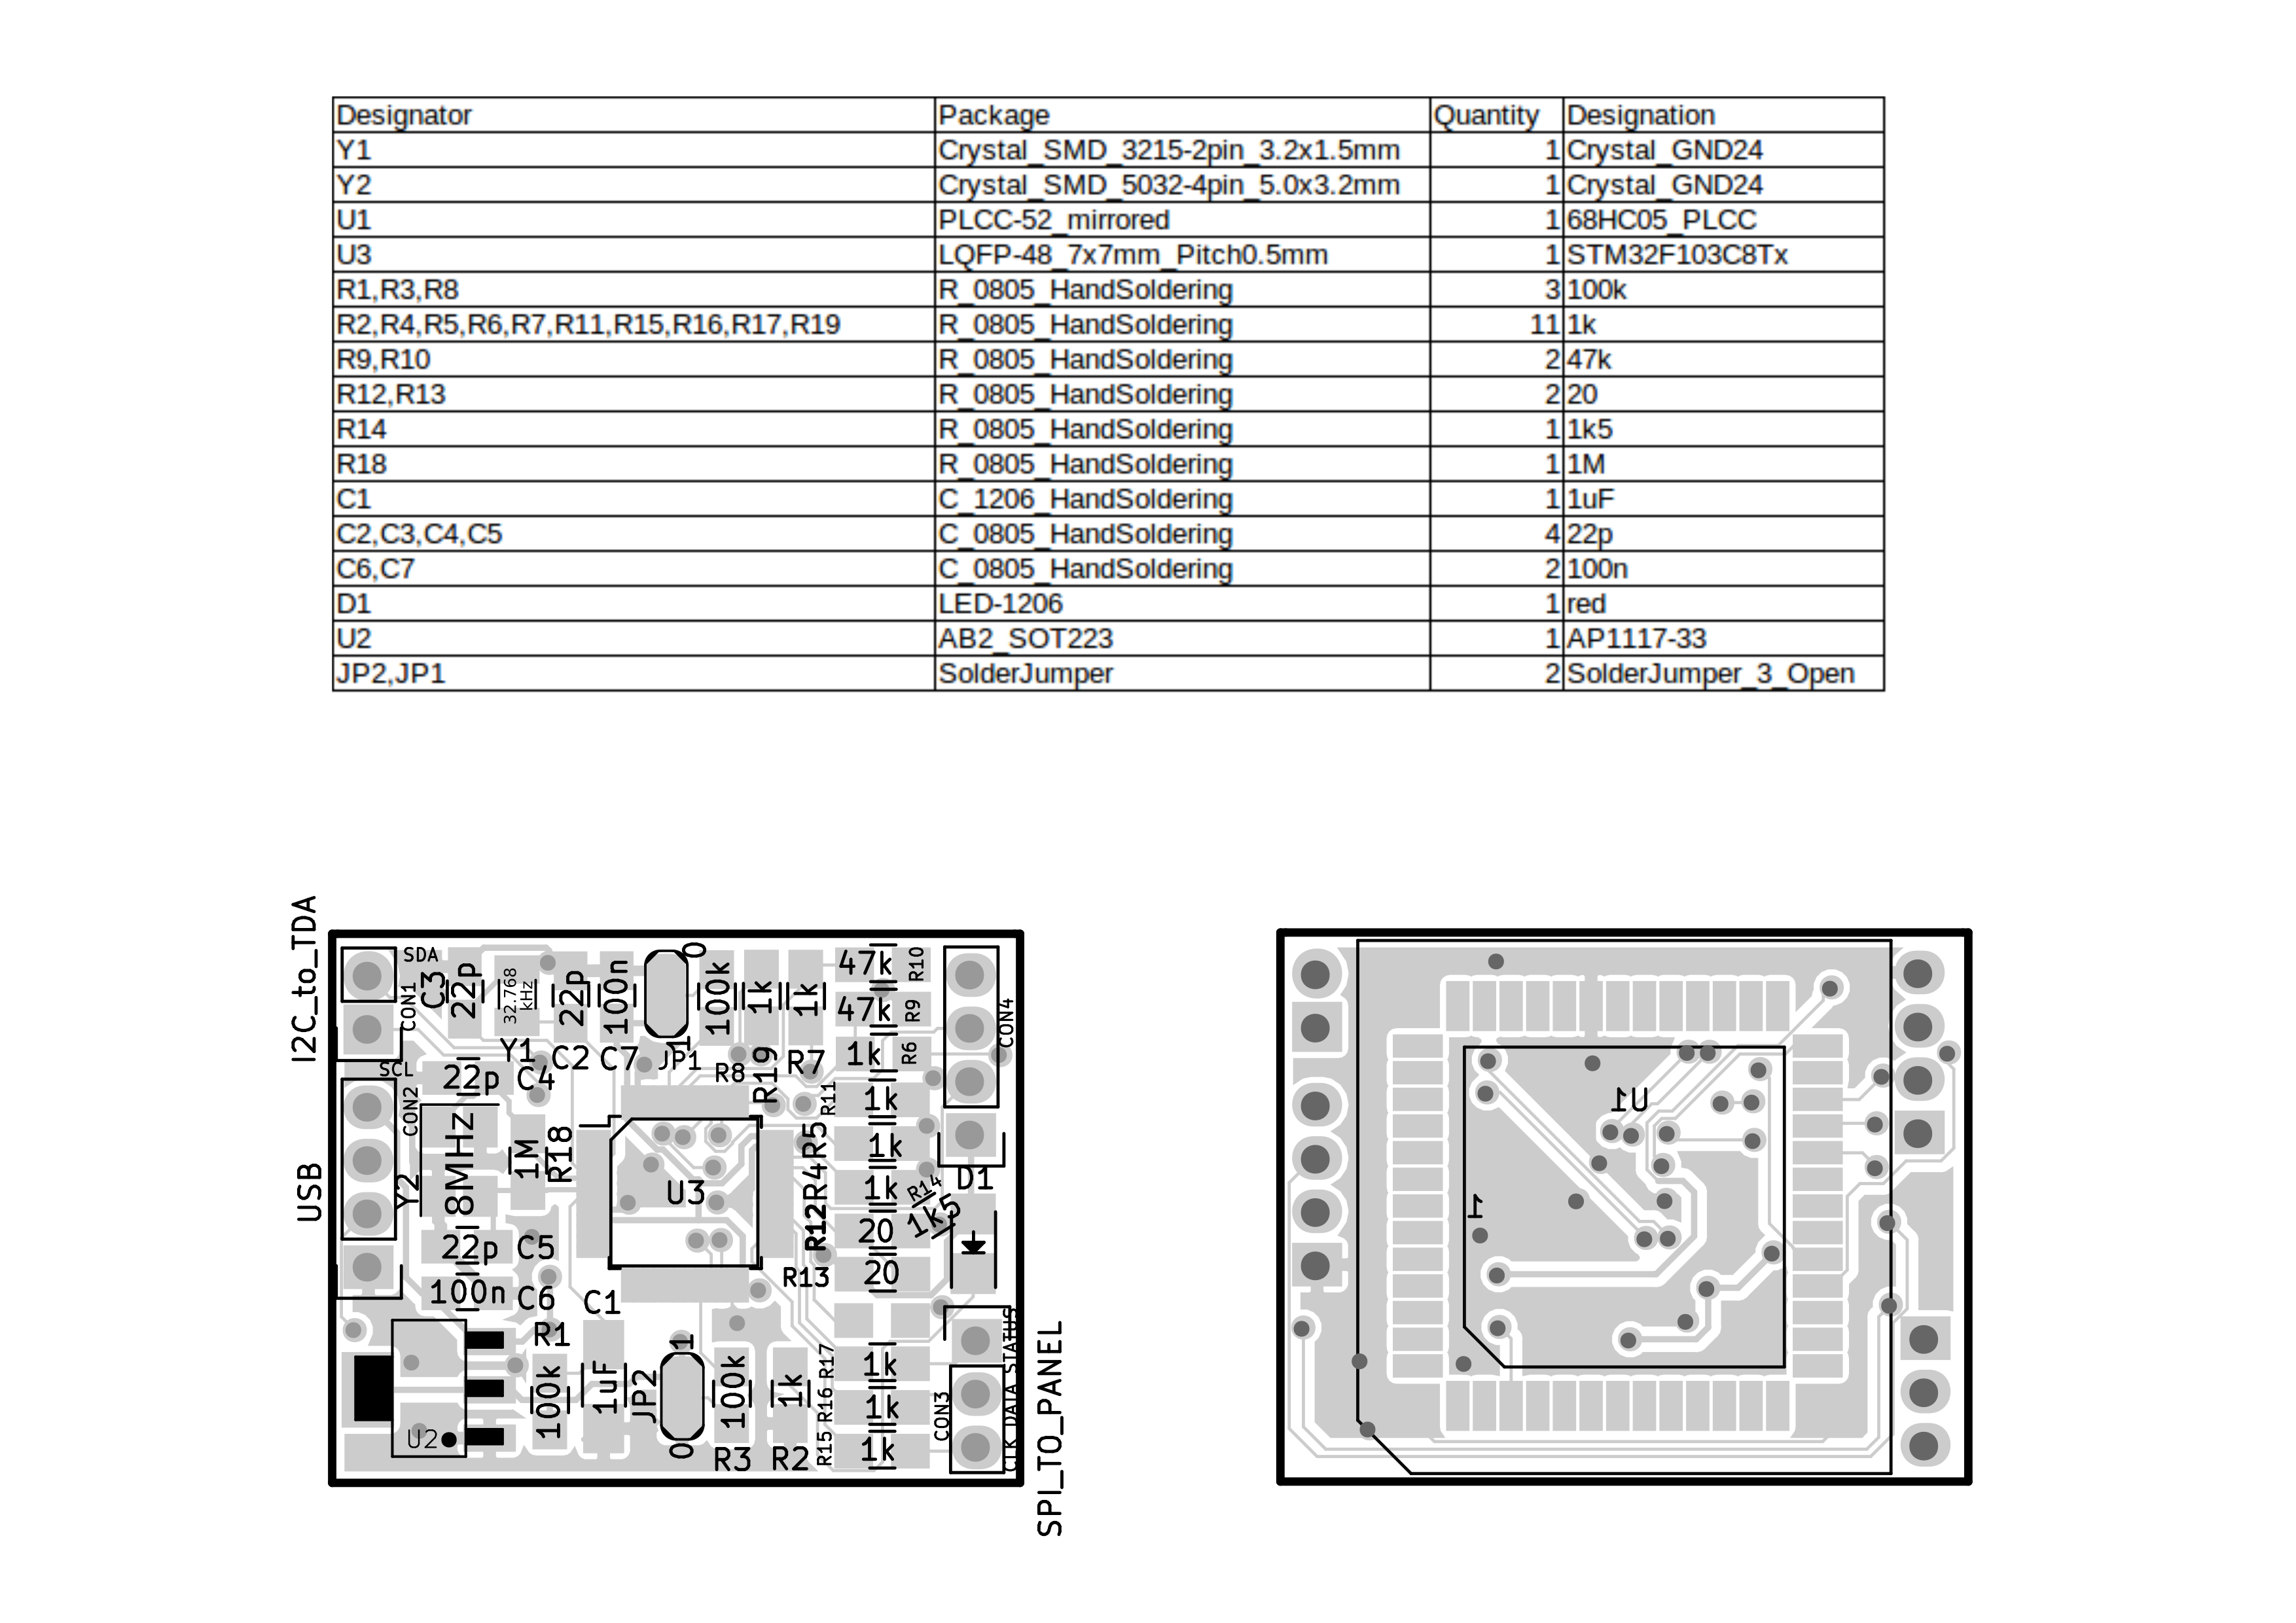 Designator Package Quantity Designation
Y1 Crystal_SMD_3215-2pin_3.2x1.5mm 1 Crystal_GND24
Y2 Crystal_SMD_5032-4pin_5.0x3.2mm 1 Crystal_GND24
U1 PLCC-52_mirrored 1 68HC05_PLCC
U3 LQFP-48_7x7mm_Pitch0.5mm 1 STM32F103C8Tx
R1,R3,R8 R_0805_HandSoldering 3 100k
R2,R4,R5,R6,R7,R11,R15,R16,R17,R19 R_0805_HandSoldering 11 1k
R9,R10 R_0805_HandSoldering 2 47k
R12,R13 R_0805_HandSoldering 2 20
R14 R_0805_HandSoldering 1 1k5
R18 R_0805_HandSoldering 1 1M
C1 C_1206_HandSoldering 1 1uF
C2,C3,C4,C5 C_0805_HandSoldering 4 22p
C6,C7 C_0805_HandSoldering 2 100n
D1 LED-1206 1 red
U2 AB2_SOT223 1 AP1117-33
JP2,JP1 SolderJumper 2 SolderJumper_3_Open
I2C_to_TDA
USB
SPI_TO_PANEL
SDA
CON1
SCL
CON2
C3
22p
32.768
kHz
Y1
22p
C2
100n
C7
0
1
JP1
100k
R8
1k
R19
1k
R7
47k R10
47k R9
1k R6
CON4
22p C4
8MHz
Y2
1M
R18
22p C5
100n C6
U3
R11 1k
R5 1k
R4 1k
R14
1k5
D1
R12 20
R13 20
U2
R1
100k
C1
1uF
JP2
1
0
100k
R3
1k
R2
R17 1k
R16 1k
R15 1k
CON3
CLK DATA STATUS
U1
1